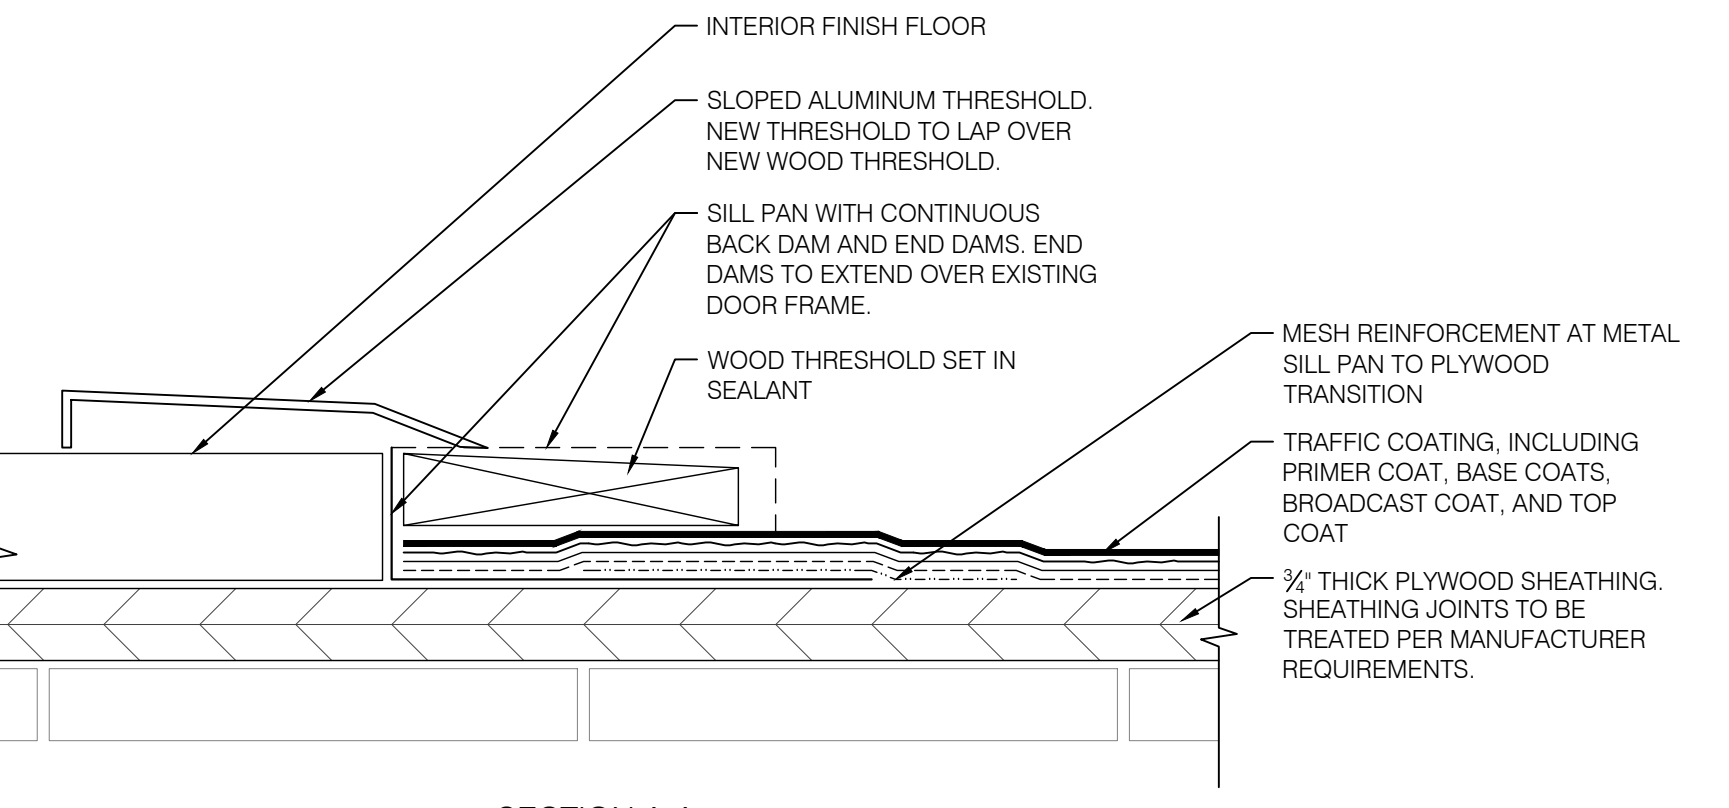 INTERIOR FINISH FLOOR
SLOPED ALUMINUM THRESHOLD.
NEW THRESHOLD TO LAP OVER
NEW WOOD THRESHOLD.
SILL PAN WITH CONTINUOUS
BACK DAM AND END DAMS. END
DAMS TO EXTEND OVER EXISTING
DOOR FRAME.
WOOD THRESHOLD SET IN
SEALANT
MESH REINFORCEMENT AT METAL
SILL PAN TO PLYWOOD
TRANSITION
TRAFFIC COATING, INCLUDING
PRIMER COAT, BASE COATS,
BROADCAST COAT, AND TOP
COAT
¾" THICK PLYWOOD SHEATHING.
SHEATHING JOINTS TO BE
TREATED PER MANUFACTURER
REQUIREMENTS.